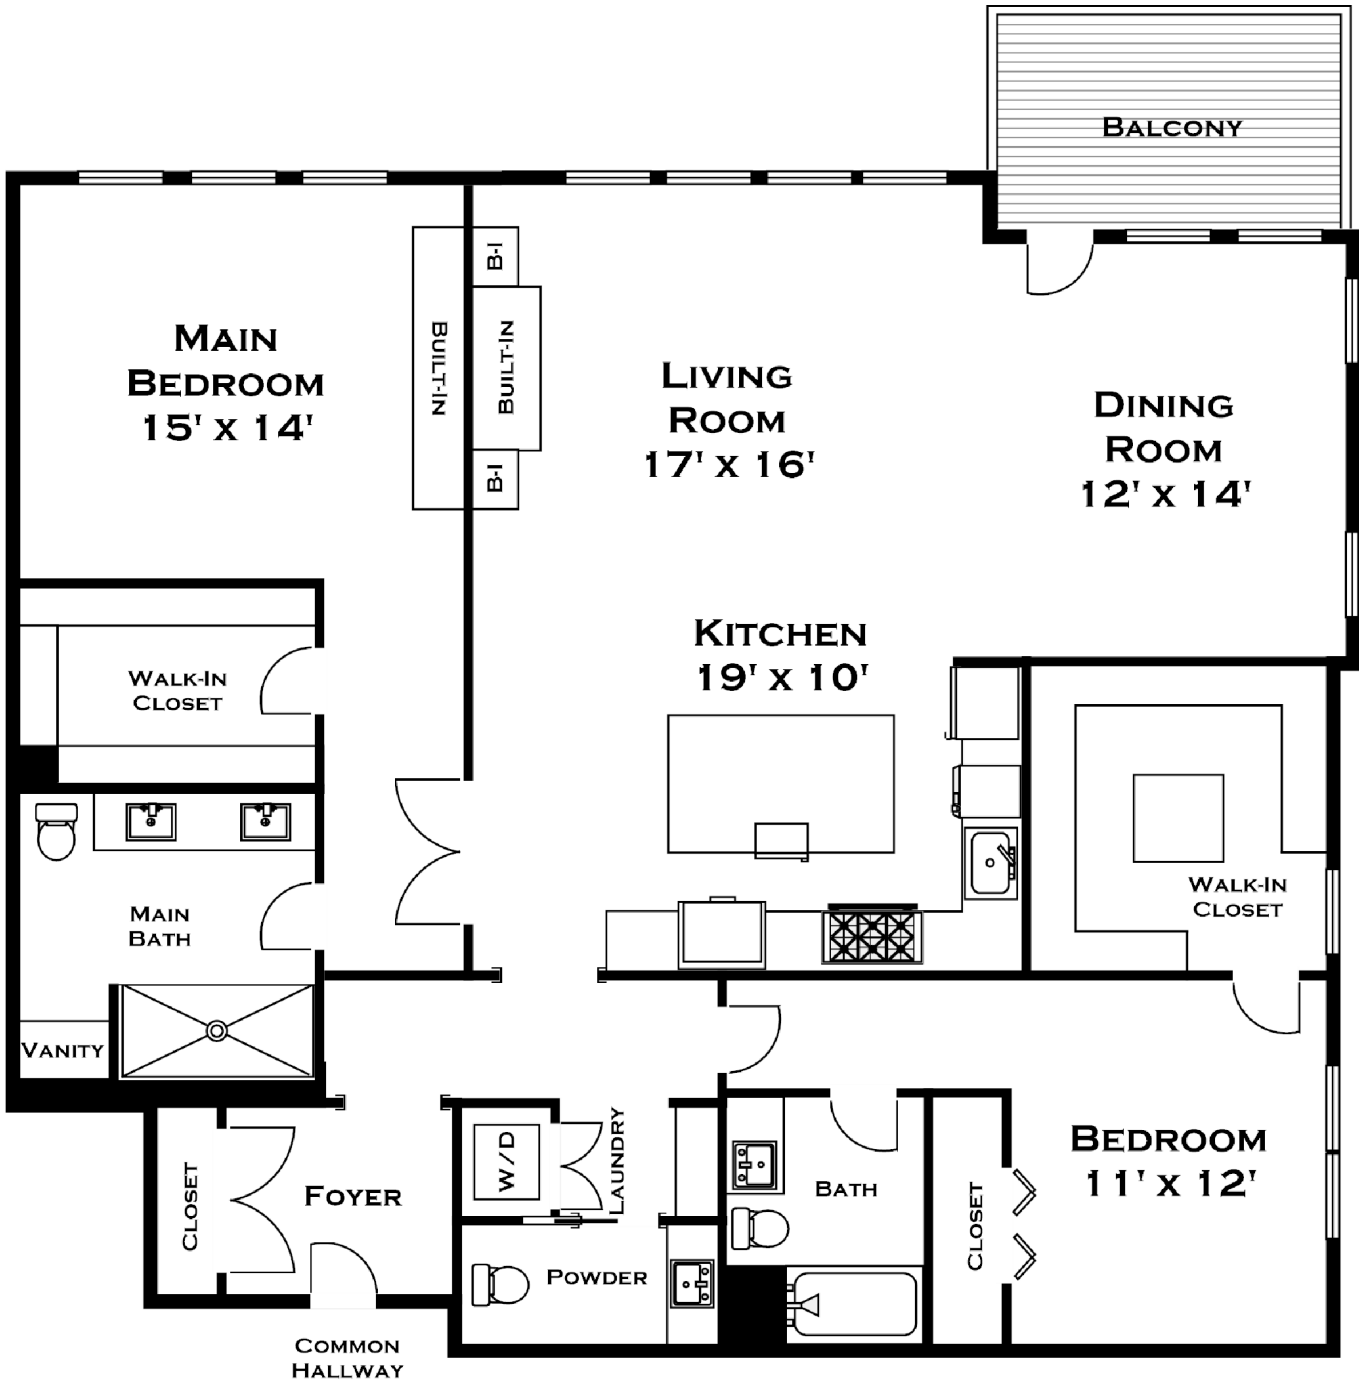 BALCONY
MAIN
BEDROOM
15' X 14'
BUILT-IN
B-I
BUILT-IN
B-I
LIVING
ROOM
17' X 16'
DINING
ROOM
12' X 14'
KITCHEN
19' X 10'
WALK-IN
CLOSET
WALK-IN
CLOSET
MAIN
BATH
VANITY
CLOSET
FOYER
W/D
LAUNDRY
POWDER
BATH
CLOSET
BEDROOM
11' X 12'
COMMON
HALLWAY